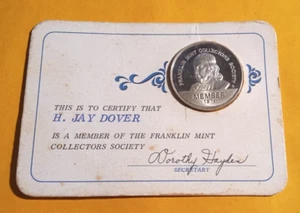 FRANKLIN MINT COLLECTORS SOCIETY
MEMBER
THIS IS TO CERTIFY THAT
H. JAY DOVER
IS A MEMBER OF THE FRANKLIN MINT
COLLECTORS SOCIETY
Dorothy Hayden
SECRETARY